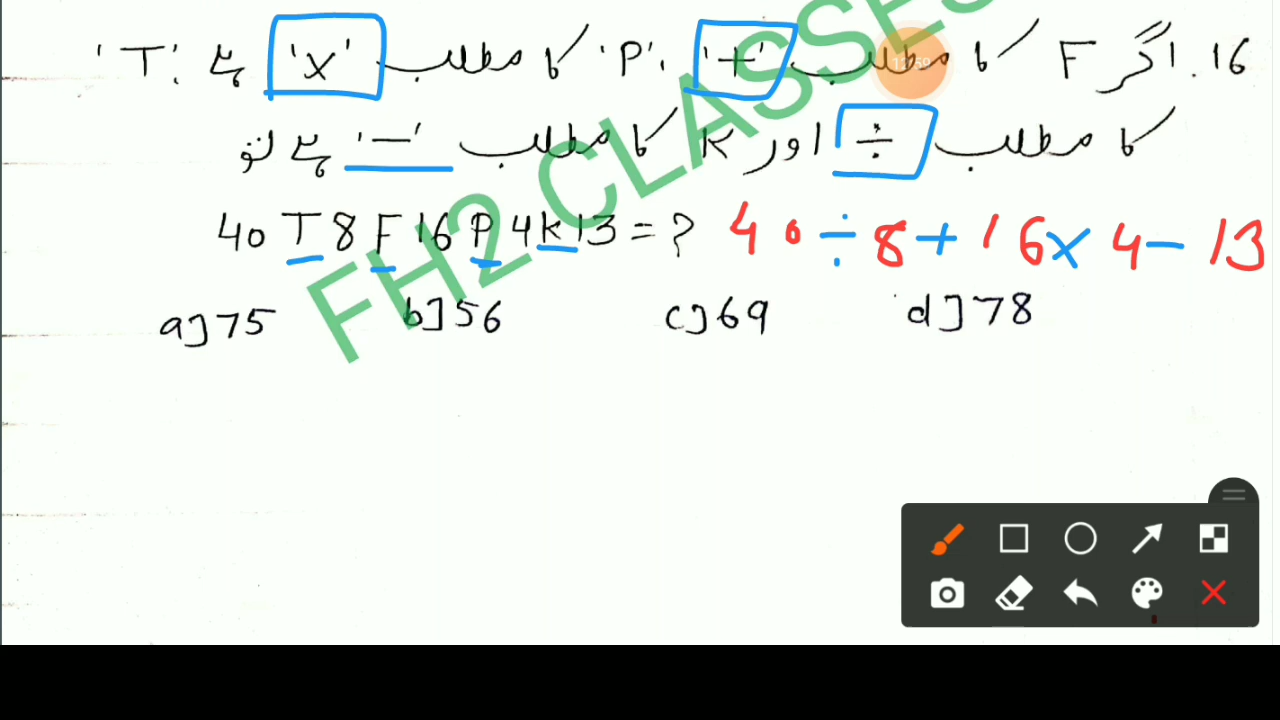 16. اگر F کا مطلب '+'، 'P' کا مطلب 'x' ہے، 'T'
کا مطلب ÷ اور K کا مطلب '−' ہے تو
40 T 8 F 16 P 4 K 13 = ? 40 ÷ 8 + 16 x 4 − 13
a] 75 b] 56 c] 69 d] 78
FH2 CLASSES